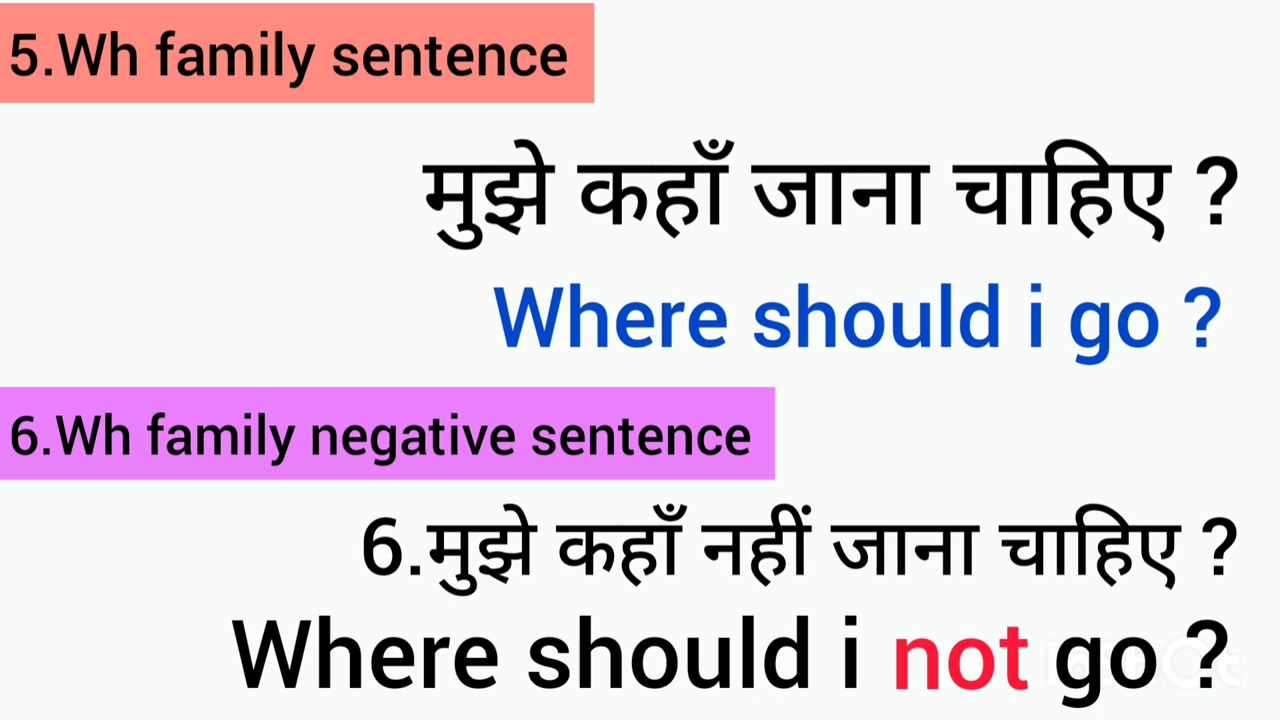 5.Wh family sentence
मुझे कहाँ जाना चाहिए ?
Where should i go ?
6.Wh family negative sentence
6.मुझे कहाँ नहीं जाना चाहिए ?
Where should i not go ?